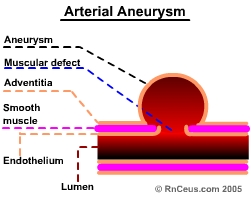 Arterial Aneurysm
Aneurysm
Muscular defect
Adventitia
Smooth
muscle
Endothelium
Lumen
© RnCeus.com 2005